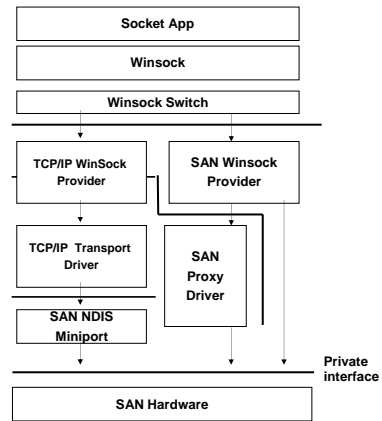 Socket App
Winsock
Winsock Switch
TCP/IP WinSock
Provider
SAN Winsock
Provider
TCP/IP Transport
Driver
SAN
Proxy
Driver
SAN NDIS
Miniport
Private
interface
SAN Hardware